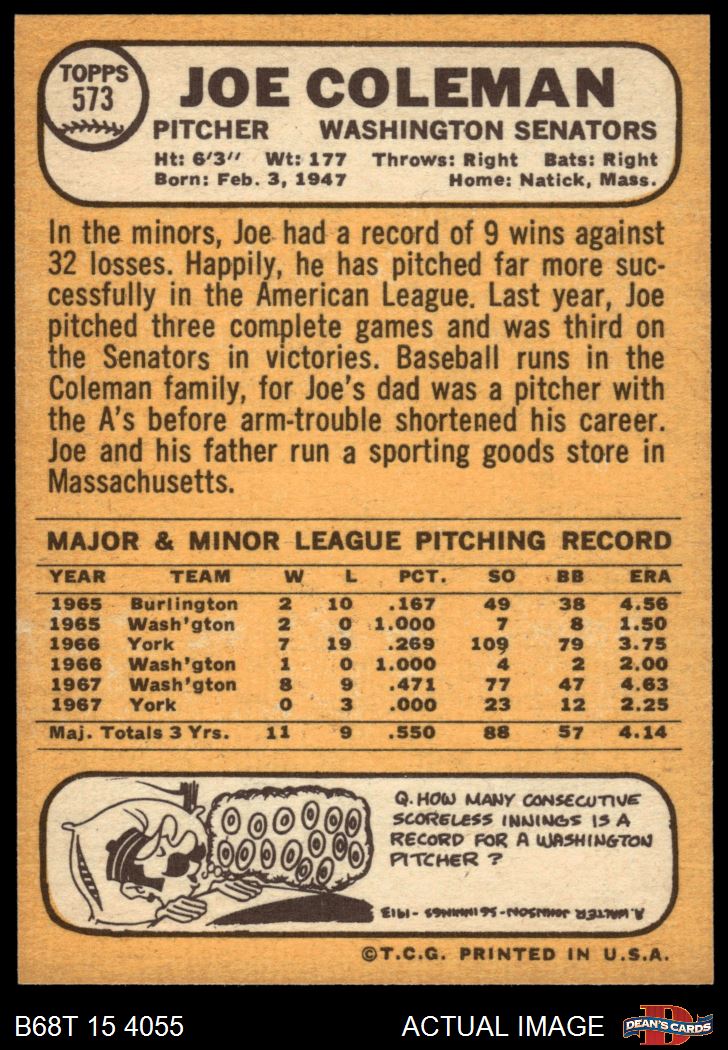 TOPPS
573
JOE COLEMAN
PITCHER WASHINGTON SENATORS
Ht: 6'3" Wt: 177 Throws: Right Bats: Right
Born: Feb. 3, 1947 Home: Natick, Mass.
In the minors, Joe had a record of 9 wins against
32 losses. Happily, he has pitched far more suc-
cessfully in the American League. Last year, Joe
pitched three complete games and was third on
the Senators in victories. Baseball runs in the
Coleman family, for Joe's dad was a pitcher with
the A's before arm-trouble shortened his career.
Joe and his father run a sporting goods store in
Massachusetts.
MAJOR & MINOR LEAGUE PITCHING RECORD
YEAR TEAM W L PCT. SO BB ERA
1965 Burlington 2 10 .167 49 38 4.56
1965 Wash'gton 2 0 1.000 7 8 1.50
1966 York 7 19 .269 109 79 3.75
1966 Wash'gton 1 0 1.000 4 2 2.00
1967 Wash'gton 8 9 .471 77 47 4.63
1967 York 0 3 .000 23 12 2.25
Maj. Totals 3 Yrs. 11 9 .550 88 57 4.14
Q. HOW MANY CONSECUTIVE
SCORELESS INNINGS IS A
RECORD FOR A WASHINGTON
PITCHER ?
A. WALTER JOHNSON-56 INNINGS-1913
©T.C.G. PRINTED IN U.S.A.
B68T 15 4055 ACTUAL IMAGE
DEAN'S CARDS